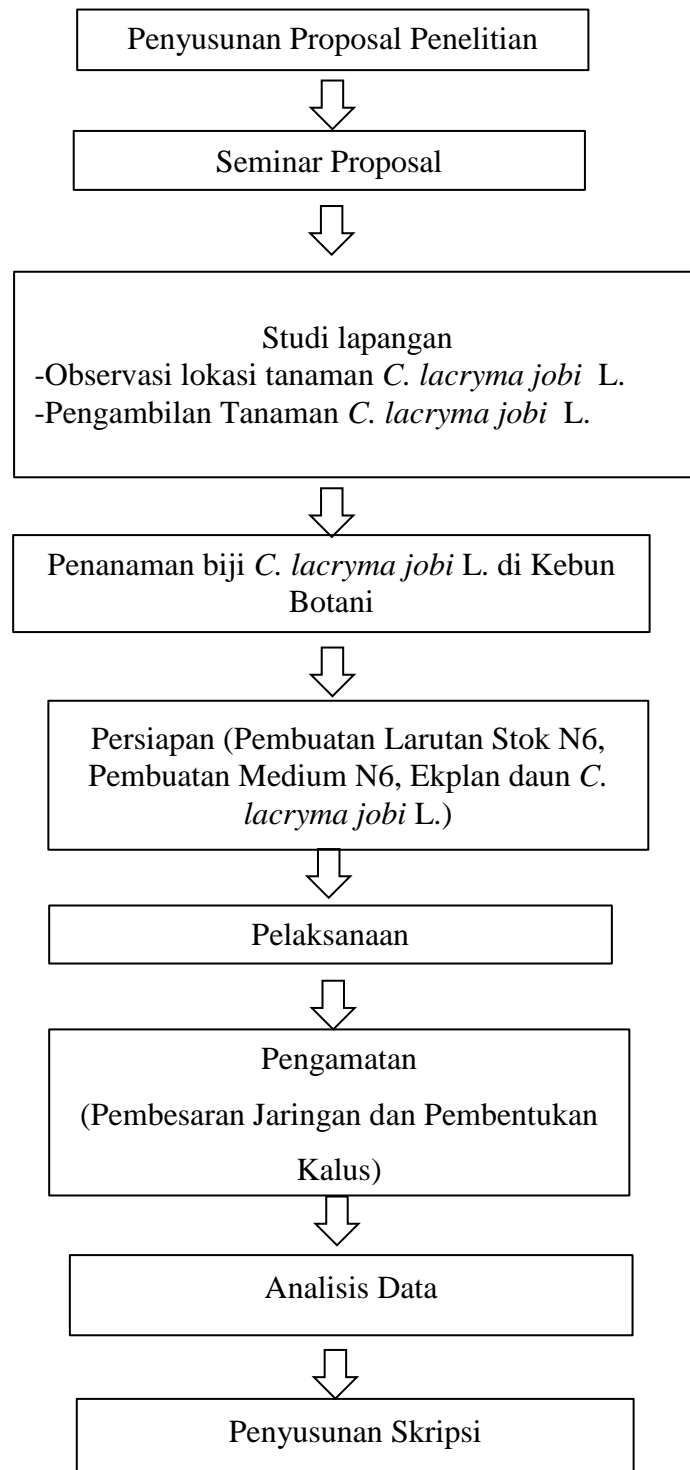 Penyusunan Proposal Penelitian
Seminar Proposal
Studi lapangan
-Observasi lokasi tanaman C. lacryma jobi L.
-Pengambilan Tanaman C. lacryma jobi L.
Penanaman biji C. lacryma jobi L. di Kebun
Botani
Persiapan (Pembuatan Larutan Stok N6,
Pembuatan Medium N6, Ekplan daun C.
lacryma jobi L.)
Pelaksanaan
Pengamatan
(Pembesaran Jaringan dan Pembentukan
Kalus)
Analisis Data
Penyusunan Skripsi